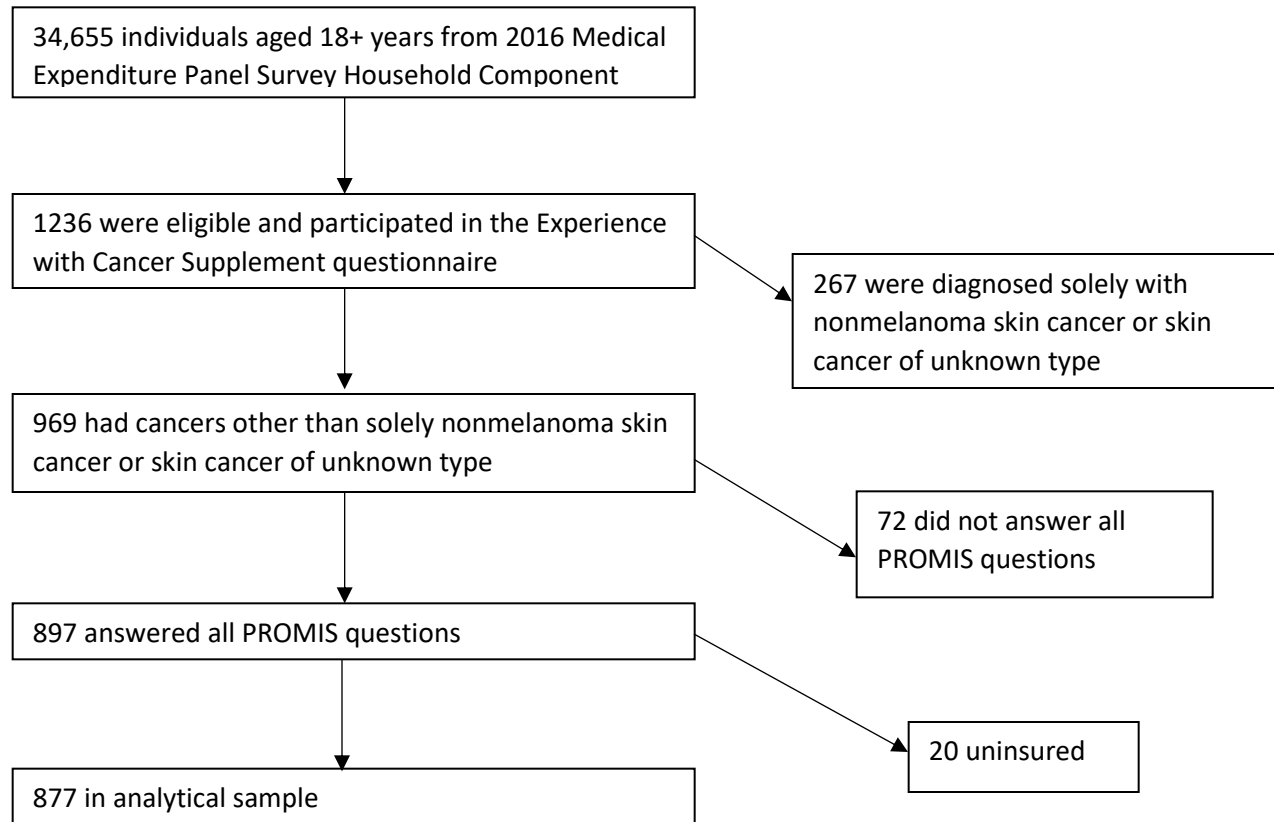 34,655 individuals aged 18+ years from 2016 Medical
Expenditure Panel Survey Household Component
1236 were eligible and participated in the Experience
with Cancer Supplement questionnaire
267 were diagnosed solely with
nonmelanoma skin cancer or skin
cancer of unknown type
969 had cancers other than solely nonmelanoma skin
cancer or skin cancer of unknown type
72 did not answer all
PROMIS questions
897 answered all PROMIS questions
20 uninsured
877 in analytical sample